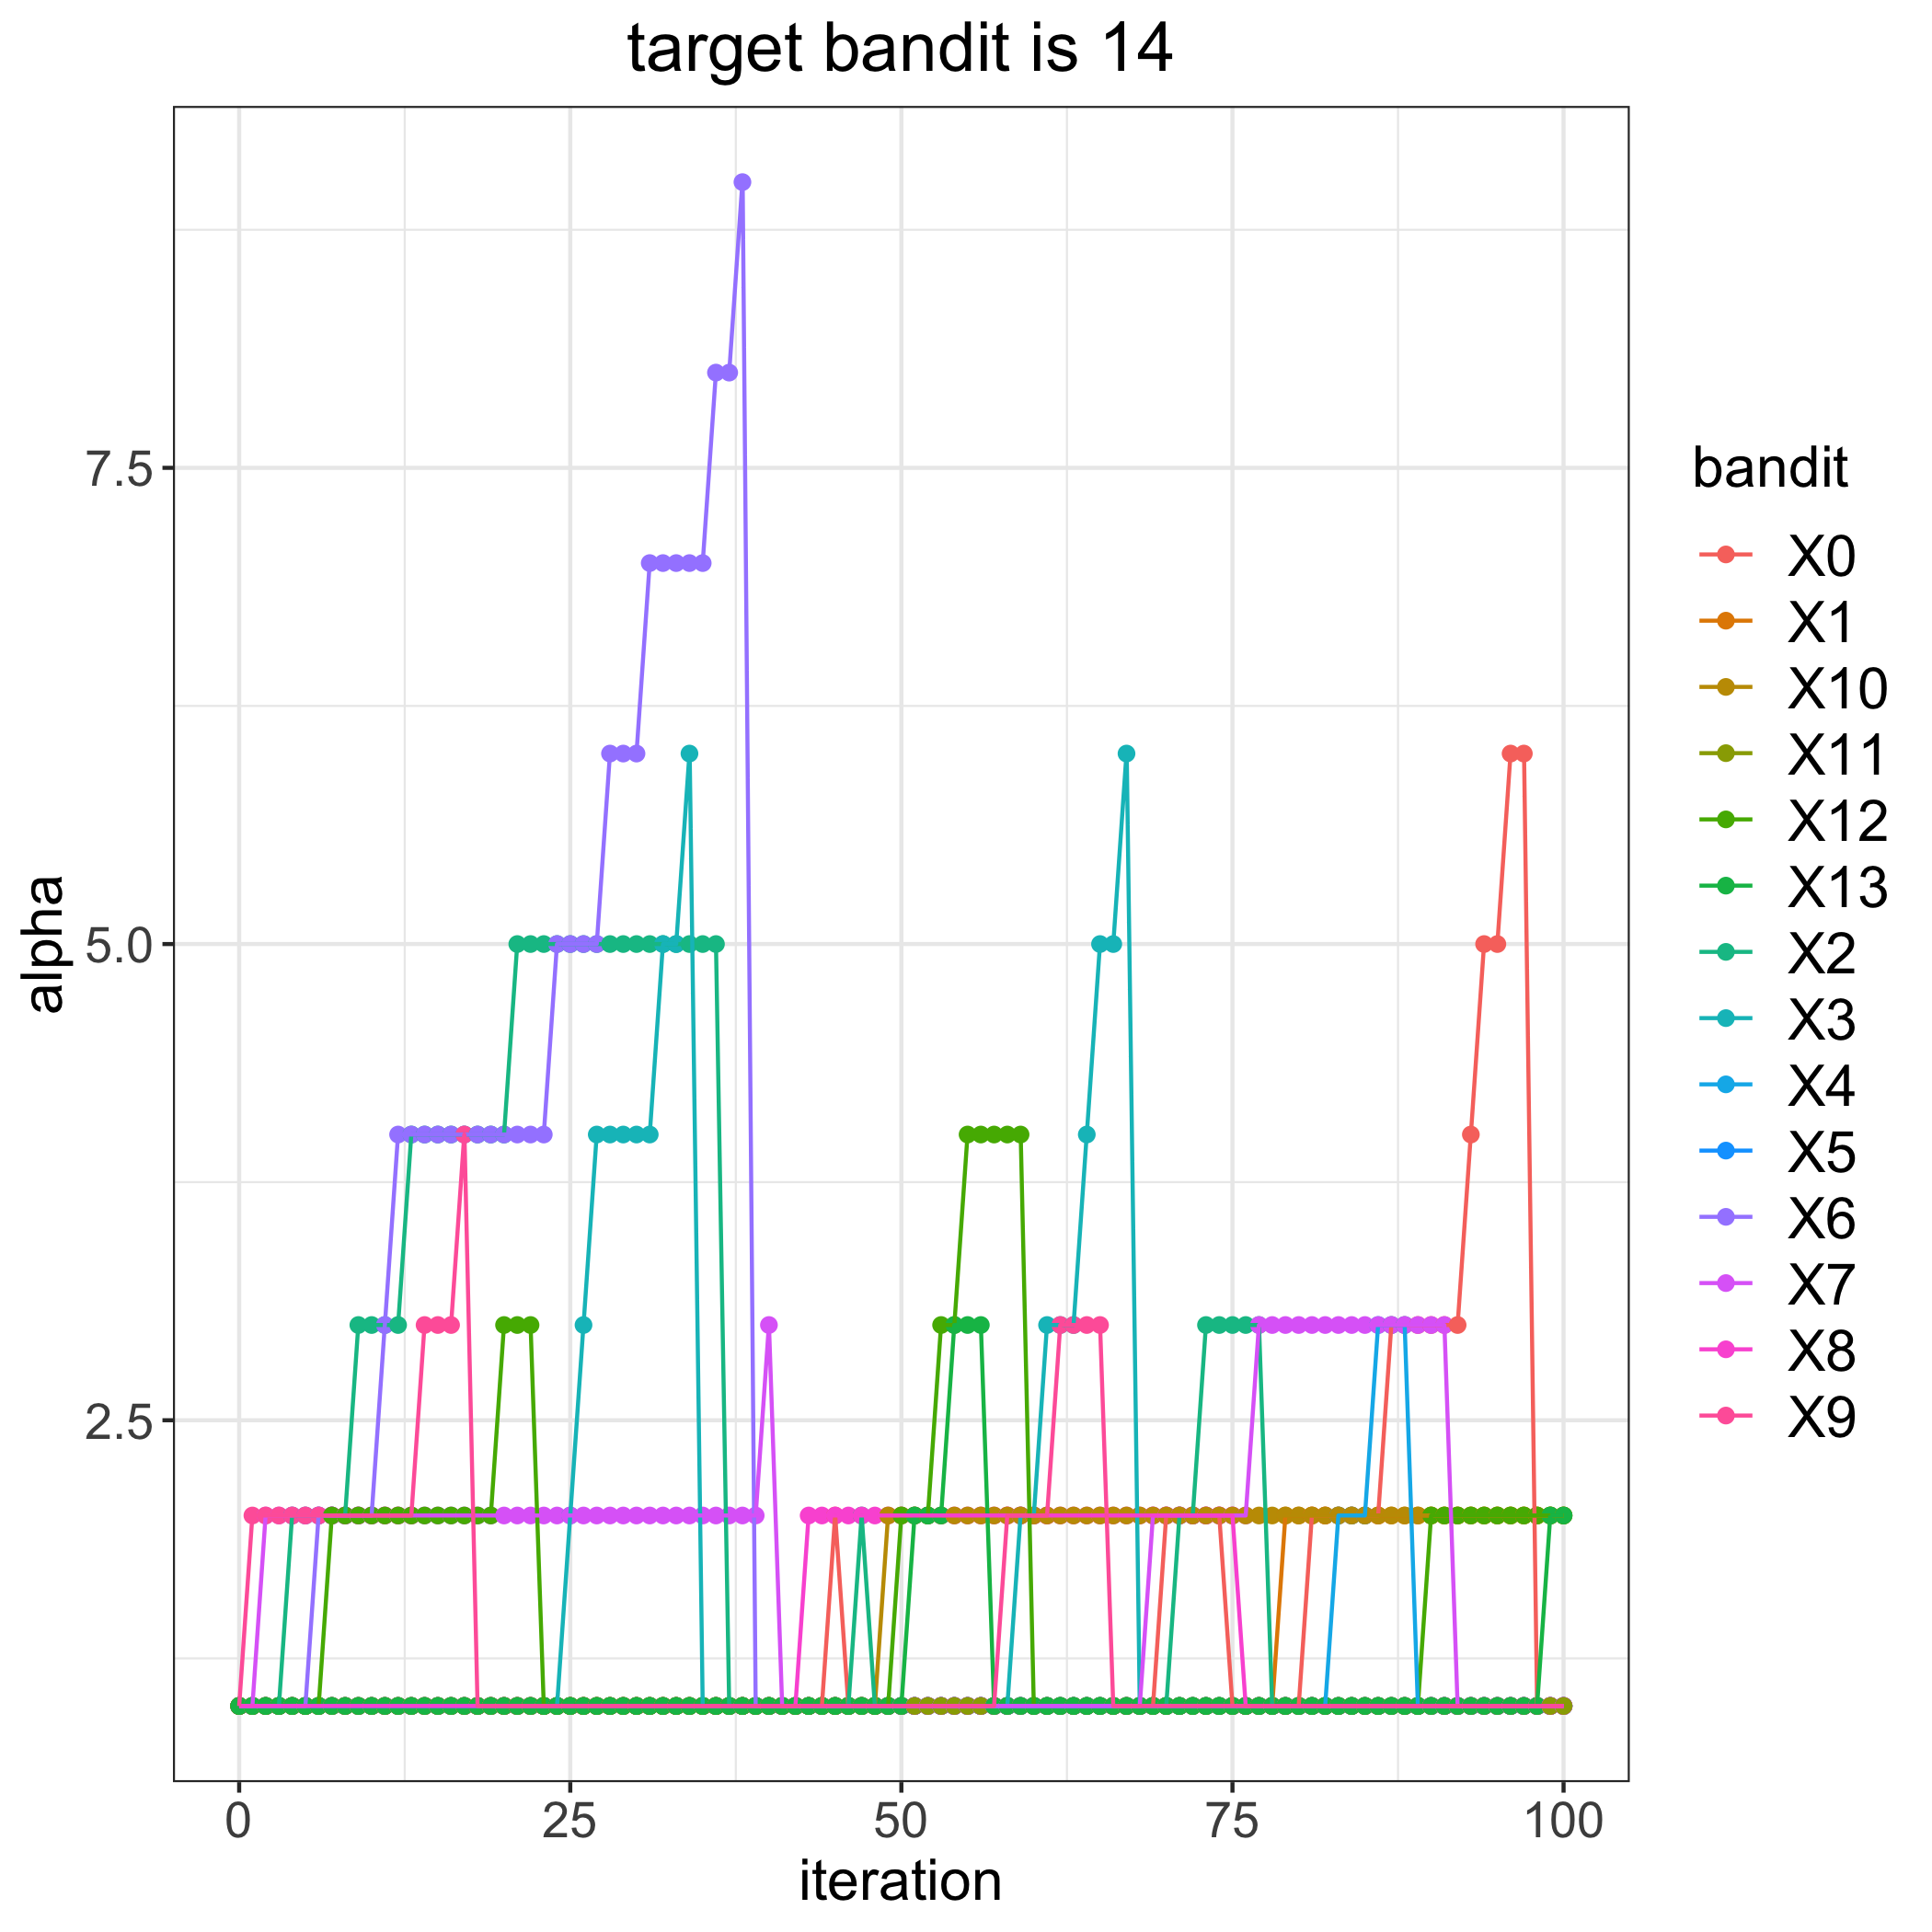 target bandit is 14
7.5
5.0
2.5
alpha
0 25 50 75 100
iteration
bandit
X0
X1
X10
X11
X12
X13
X2
X3
X4
X5
X6
X7
X8
X9